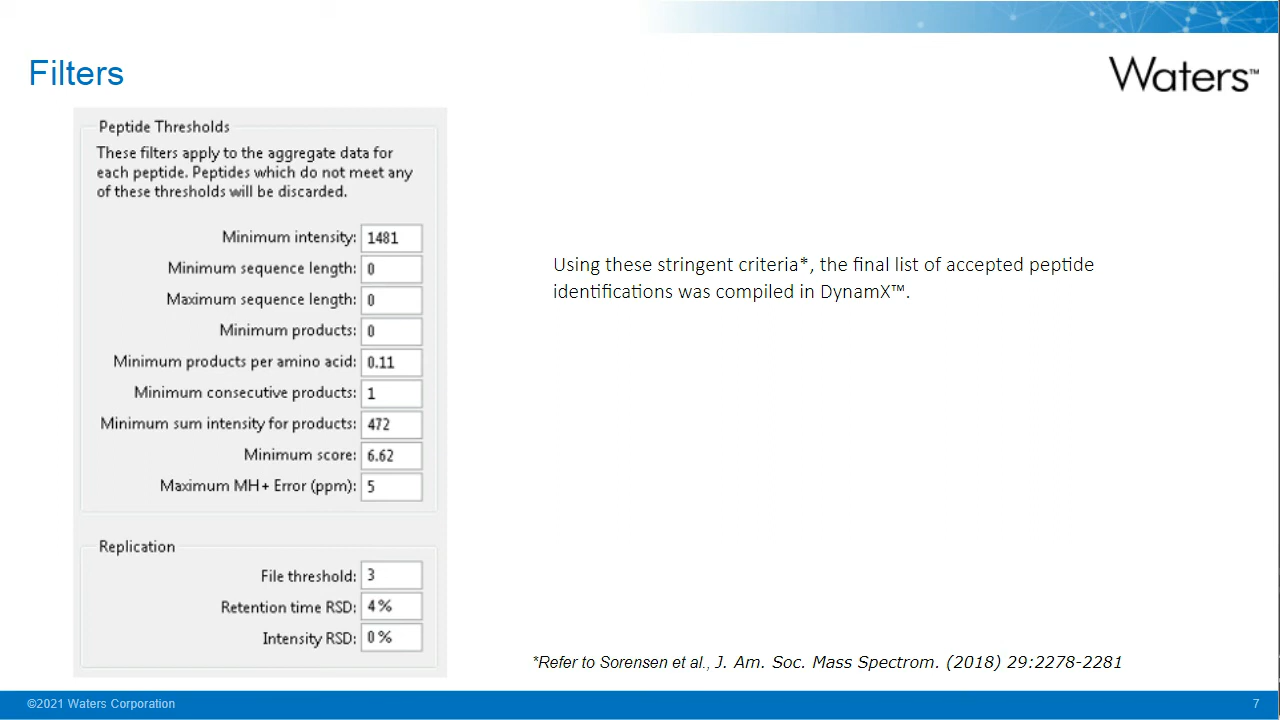 Filters
Waters™
Peptide Thresholds
These filters apply to the aggregate data for
each peptide. Peptides which do not meet any
of these thresholds will be discarded.
Minimum intensity: 1481
Minimum sequence length: 0
Maximum sequence length: 0
Minimum products: 0
Minimum products per amino acid: 0.11
Minimum consecutive products: 1
Minimum sum intensity for products: 472
Minimum score: 6.62
Maximum MH+ Error (ppm): 5
Replication
File threshold: 3
Retention time RSD: 4%
Intensity RSD: 0%
Using these stringent criteria*, the final list of accepted peptide
identifications was compiled in DynamX™.
*Refer to Sorensen et al., J. Am. Soc. Mass Spectrom. (2018) 29:2278-2281
©2021 Waters Corporation
7